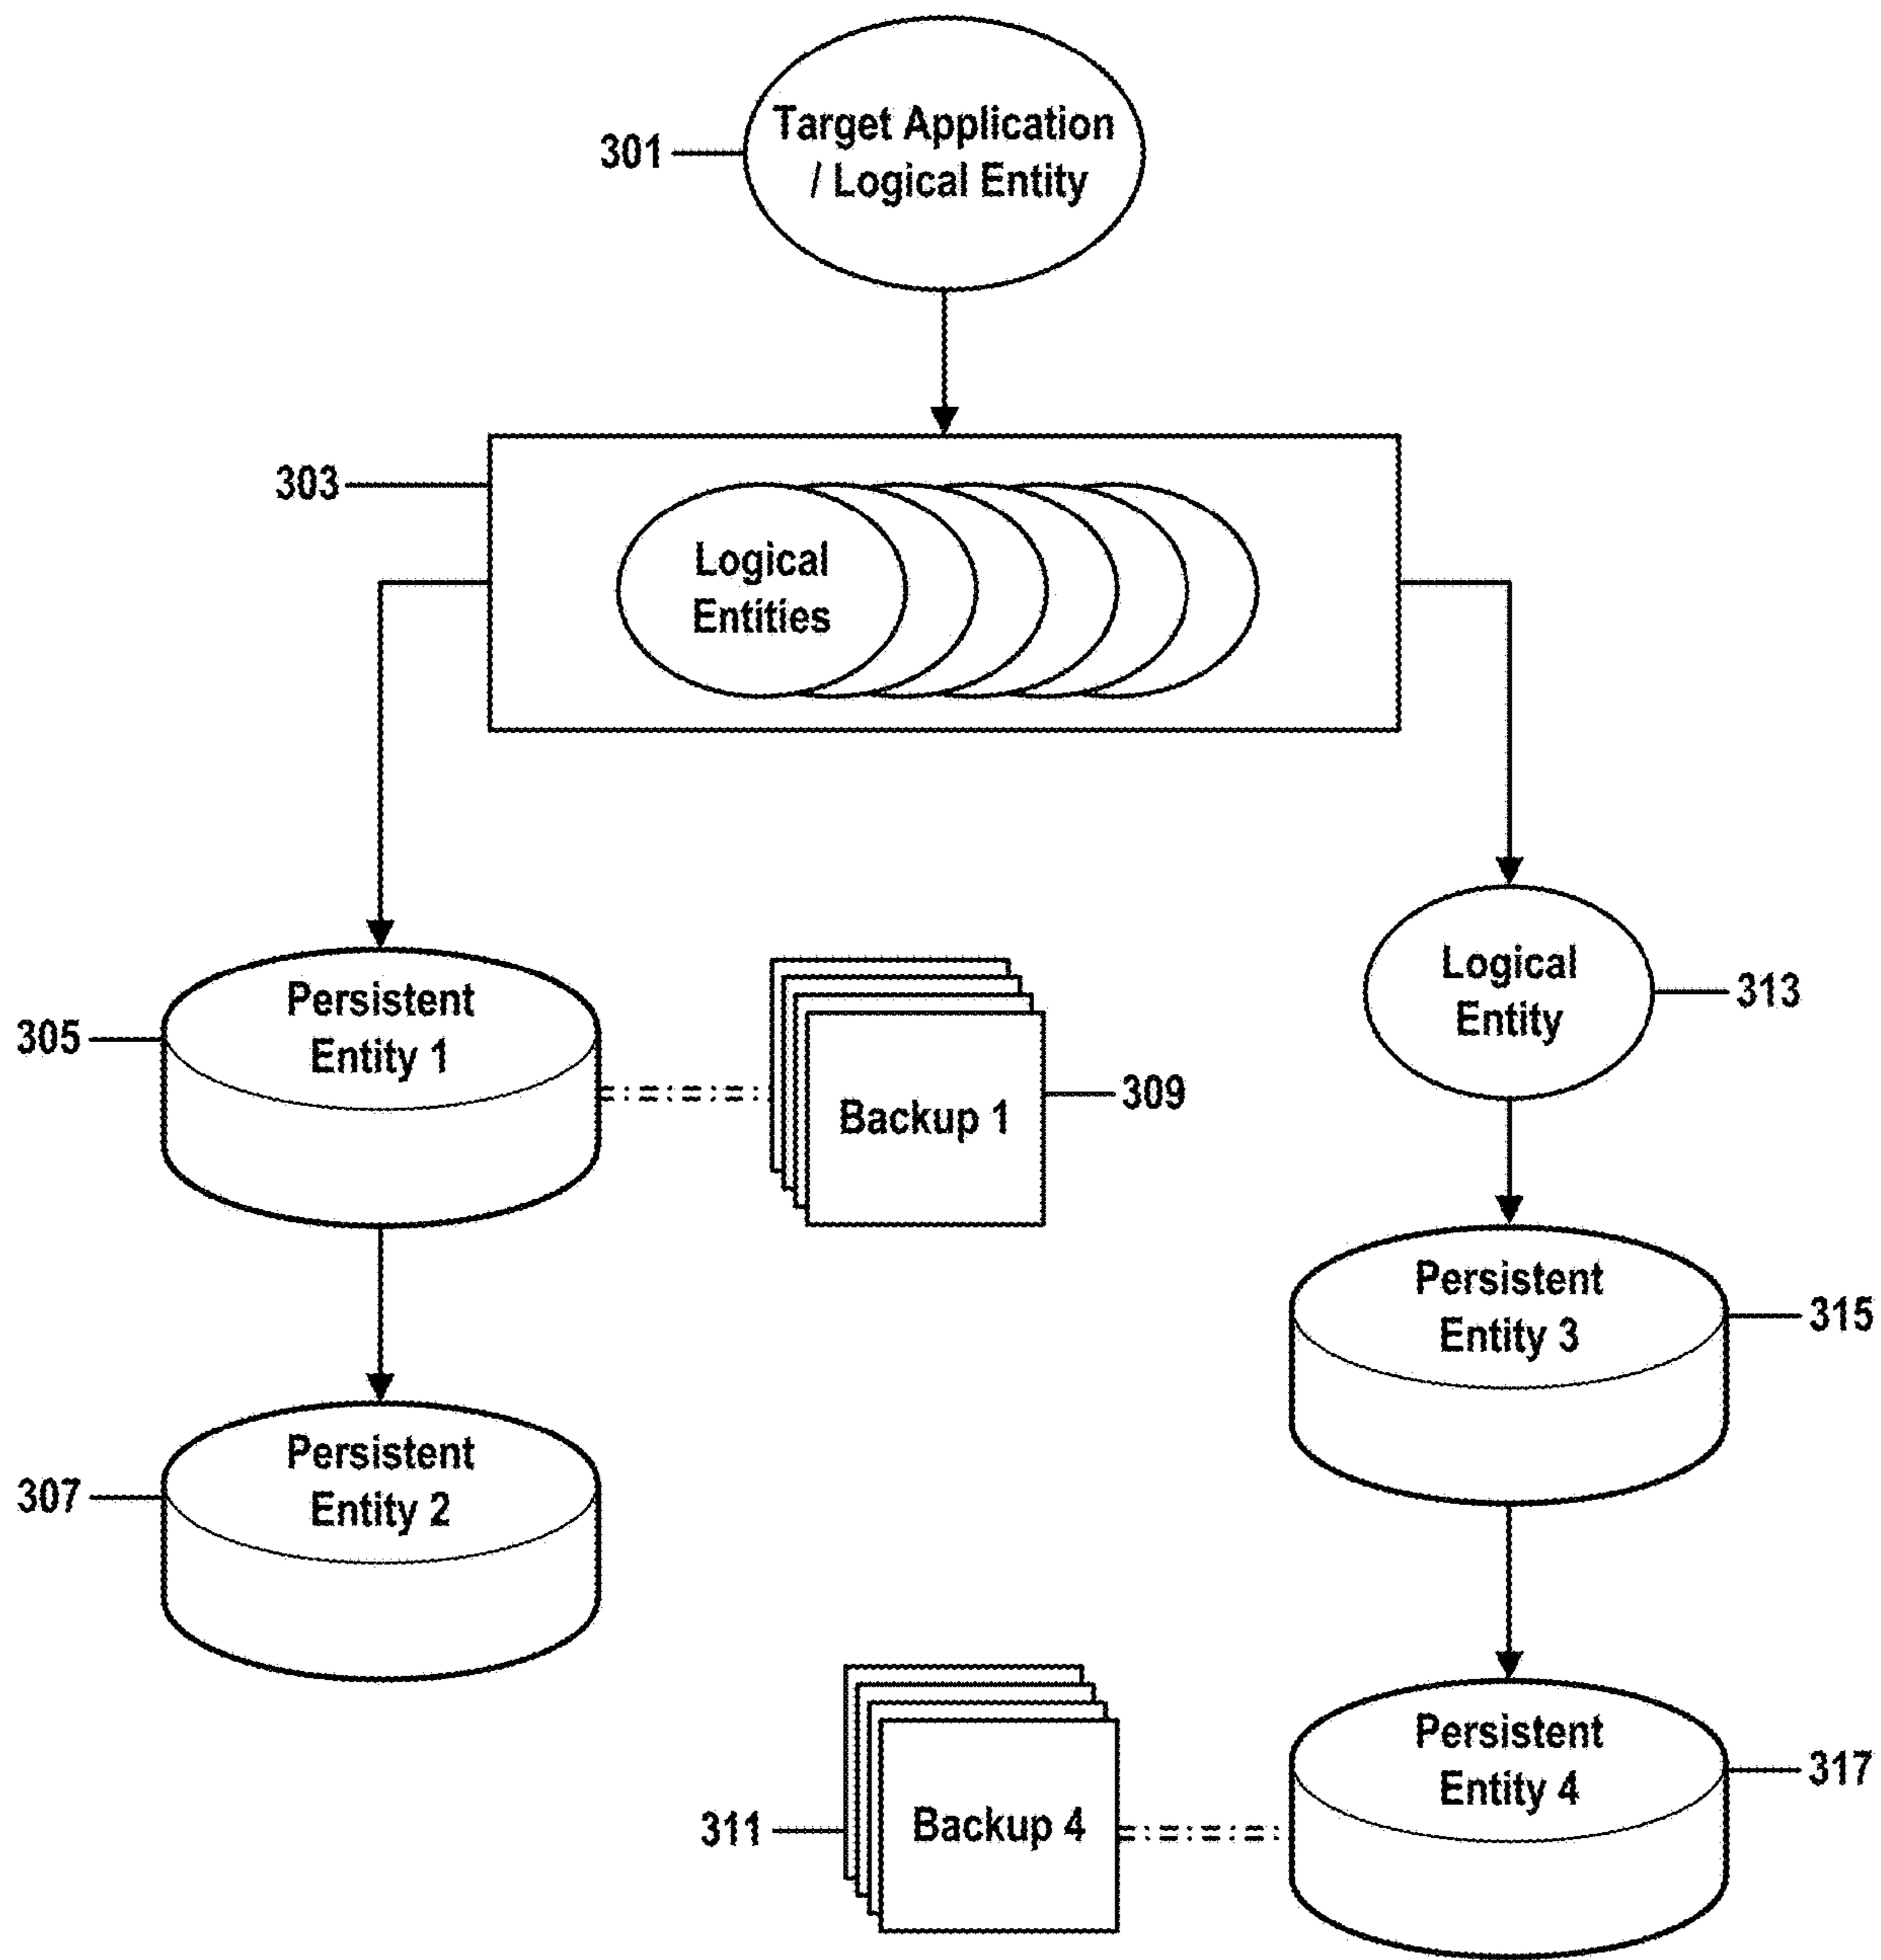 Target Application
/ Logical Entity
301
303
Logical
Entities
Persistent
Entity 1
305
Backup 1
309
Logical
Entity
313
Persistent
Entity 3
315
Persistent
Entity 2
307
Persistent
Entity 4
317
311
Backup 4